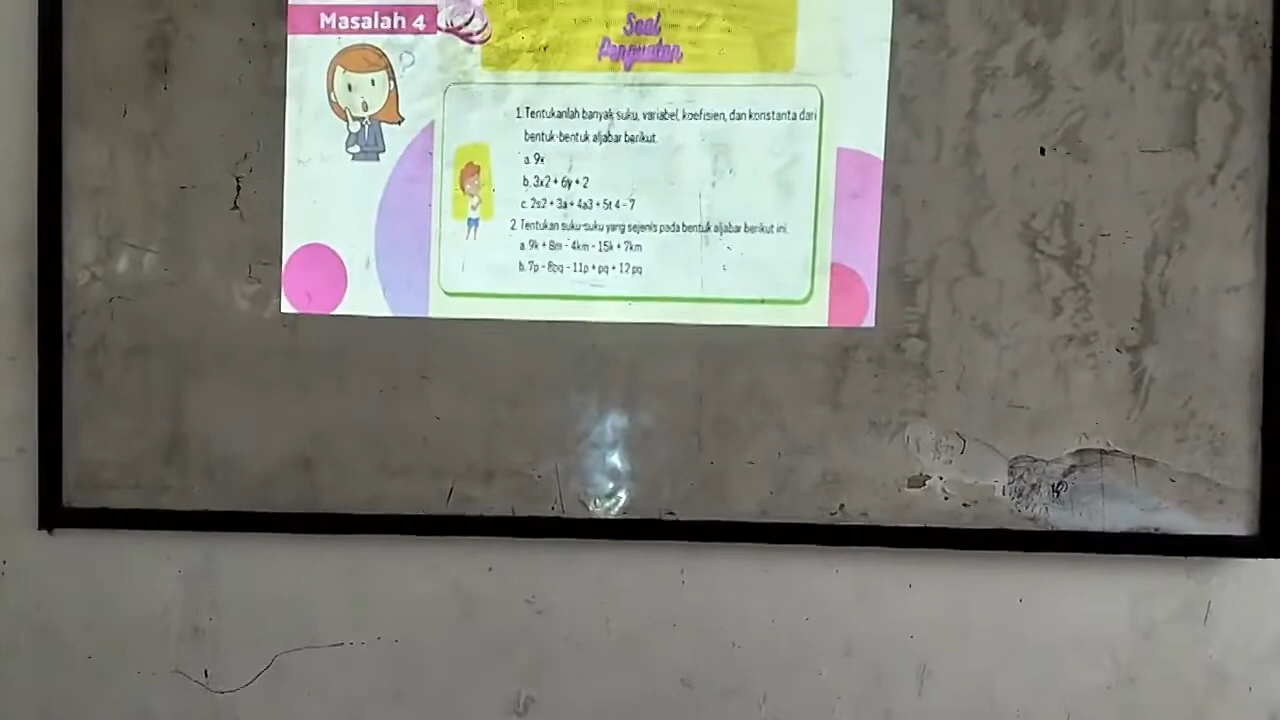 Masalah 4
Soal
Penguatan
1. Tentukanlah banyak suku, variabel, koefisien, dan konstanta dari
bentuk-bentuk aljabar berikut.
a. 9x
b. 3x2 + 6y + 2
c. 2s2 + 3a + 4a3 + 5t 4 - 7
2. Tentukan suku-suku yang sejenis pada bentuk aljabar berikut ini.
a. 9k + 8m - 4km - 15k + 7km
b. 7p - 8pq - 11p + pq + 12 pq